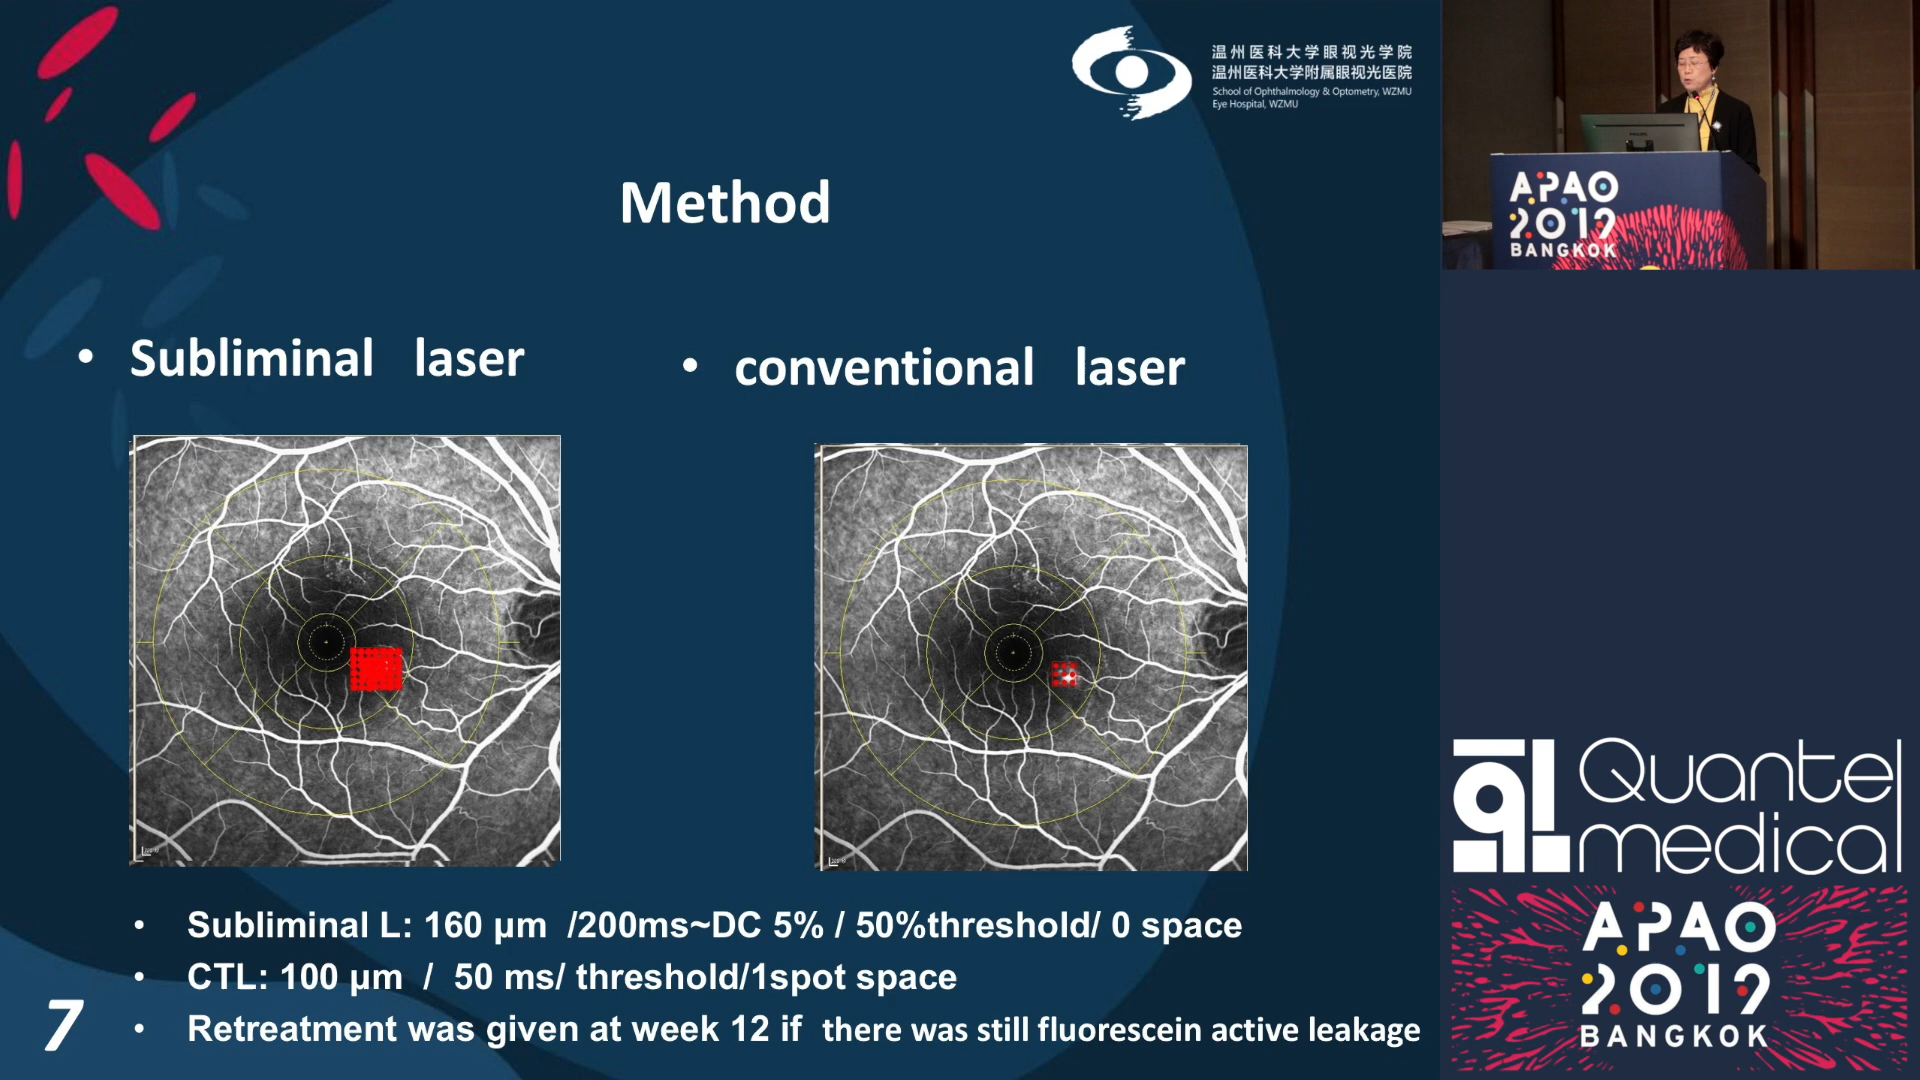 温州医科大学眼视光学院
温州医科大学附属眼视光医院
School of Ophthalmology & Optometry, WZMU
Eye Hospital, WZMU
Method
• Subliminal laser
• conventional laser
• Subliminal L: 160 µm /200ms~DC 5% / 50%threshold/ 0 space
• CTL: 100 µm / 50 ms/ threshold/1spot space
• Retreatment was given at week 12 if there was still fluorescein active leakage
7
PHILIPS
APAO
2019
BANGKOK
Quantel
medical
APAO
2019
BANGKOK